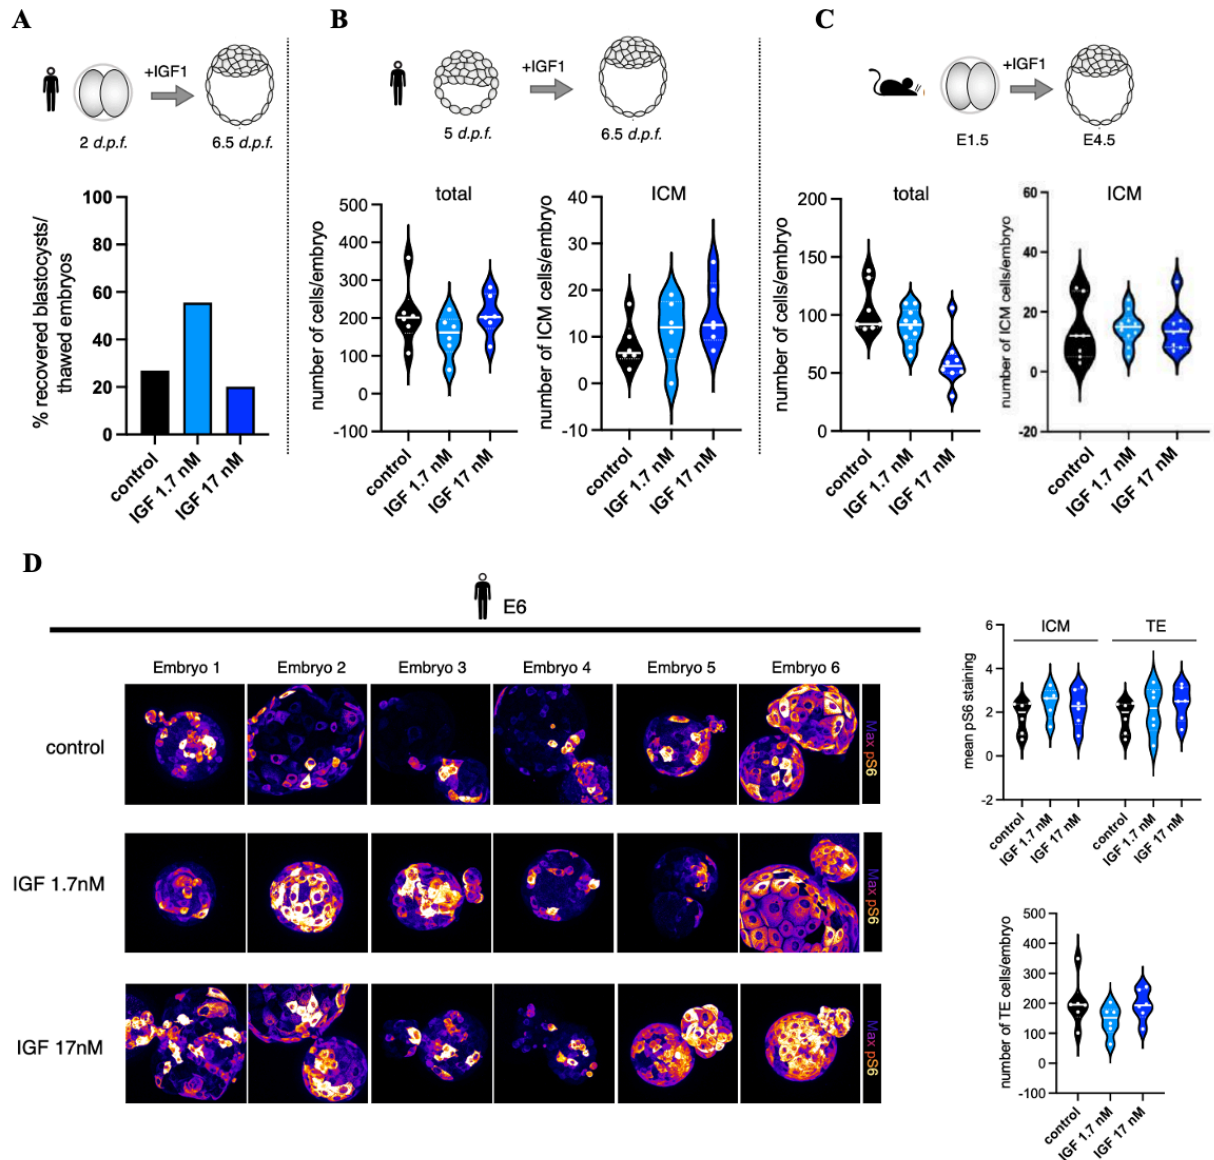 A
+IGF1
2 d.p.f.
6.5 d.p.f.
% recovered blastocysts/
thawed embryos
100
80
60
40
20
0
control
IGF 1.7 nM
IGF 17 nM
B
+IGF1
5 d.p.f.
6.5 d.p.f.
total
number of cells/embryo
500
400
300
200
100
0
-100
control
IGF 1.7 nM
IGF 17 nM
ICM
number of ICM cells/embryo
40
30
20
10
0
-10
control
IGF 1.7 nM
IGF 17 nM
C
+IGF1
E1.5
E4.5
total
number of cells/embryo
200
150
100
50
0
control
IGF 1.7 nM
IGF 17 nM
ICM
number of ICM cells/embryo
60
40
20
0
-20
control
IGF 1.7 nM
IGF 17 nM
D
E6
Embryo 1 Embryo 2 Embryo 3 Embryo 4 Embryo 5 Embryo 6
control
Max pS6
IGF 1.7nM
Max pS6
IGF 17nM
Max pS6
ICM TE
mean pS6 staining
6
4
2
0
-2
control
IGF 1.7 nM
IGF 17 nM
control
IGF 1.7 nM
IGF 17 nM
number of TE cells/embryo
500
400
300
200
100
0
-100
control
IGF 1.7 nM
IGF 17 nM